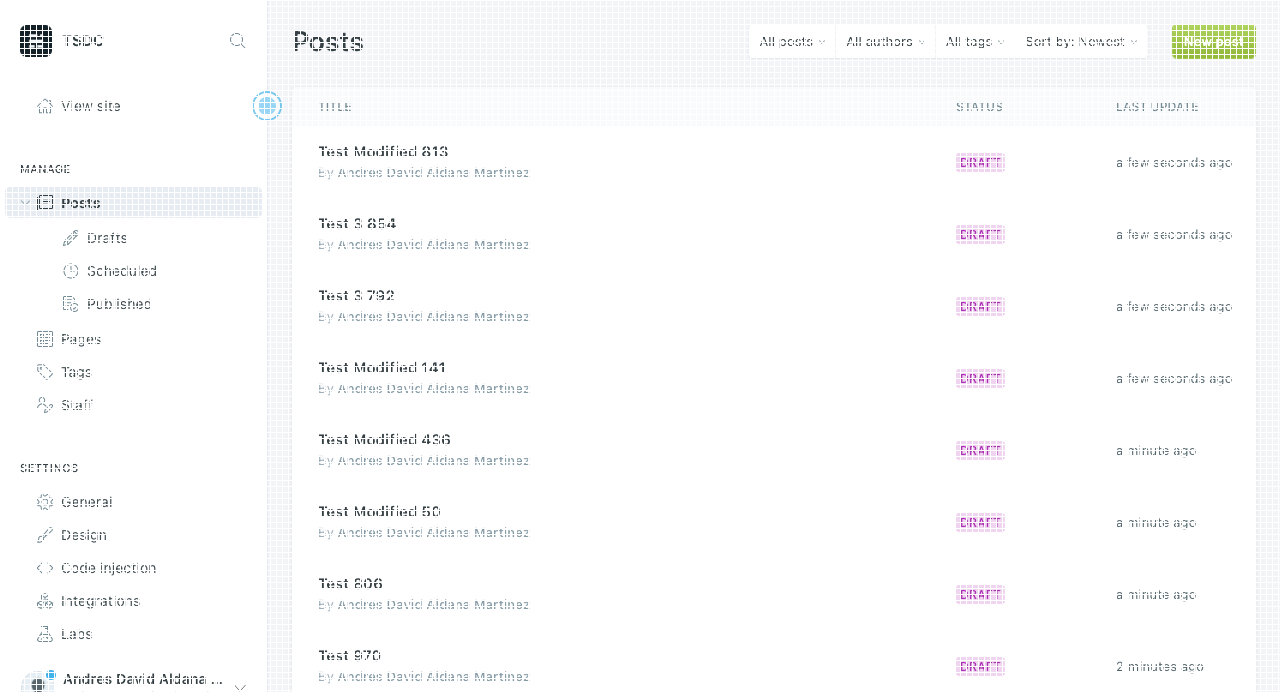 TSDC
View site
MANAGE
Posts
Drafts
Scheduled
Published
Pages
Tags
Staff
SETTINGS
General
Design
Code injection
Integrations
Labs
Andres David Aldana ...
Posts
All posts
All authors
All tags
Sort by: Newest
New post
TITLE STATUS LAST UPDATE
Test Modified 813
By Andres David Aldana Martinez
DRAFT
a few seconds ago
Test 3 854
By Andres David Aldana Martinez
DRAFT
a few seconds ago
Test 3 792
By Andres David Aldana Martinez
DRAFT
a few seconds ago
Test Modified 141
By Andres David Aldana Martinez
DRAFT
a few seconds ago
Test Modified 436
By Andres David Aldana Martinez
DRAFT
a minute ago
Test Modified 50
By Andres David Aldana Martinez
DRAFT
a minute ago
Test 806
By Andres David Aldana Martinez
DRAFT
a minute ago
Test 970
By Andres David Aldana Martinez
DRAFT
2 minutes ago